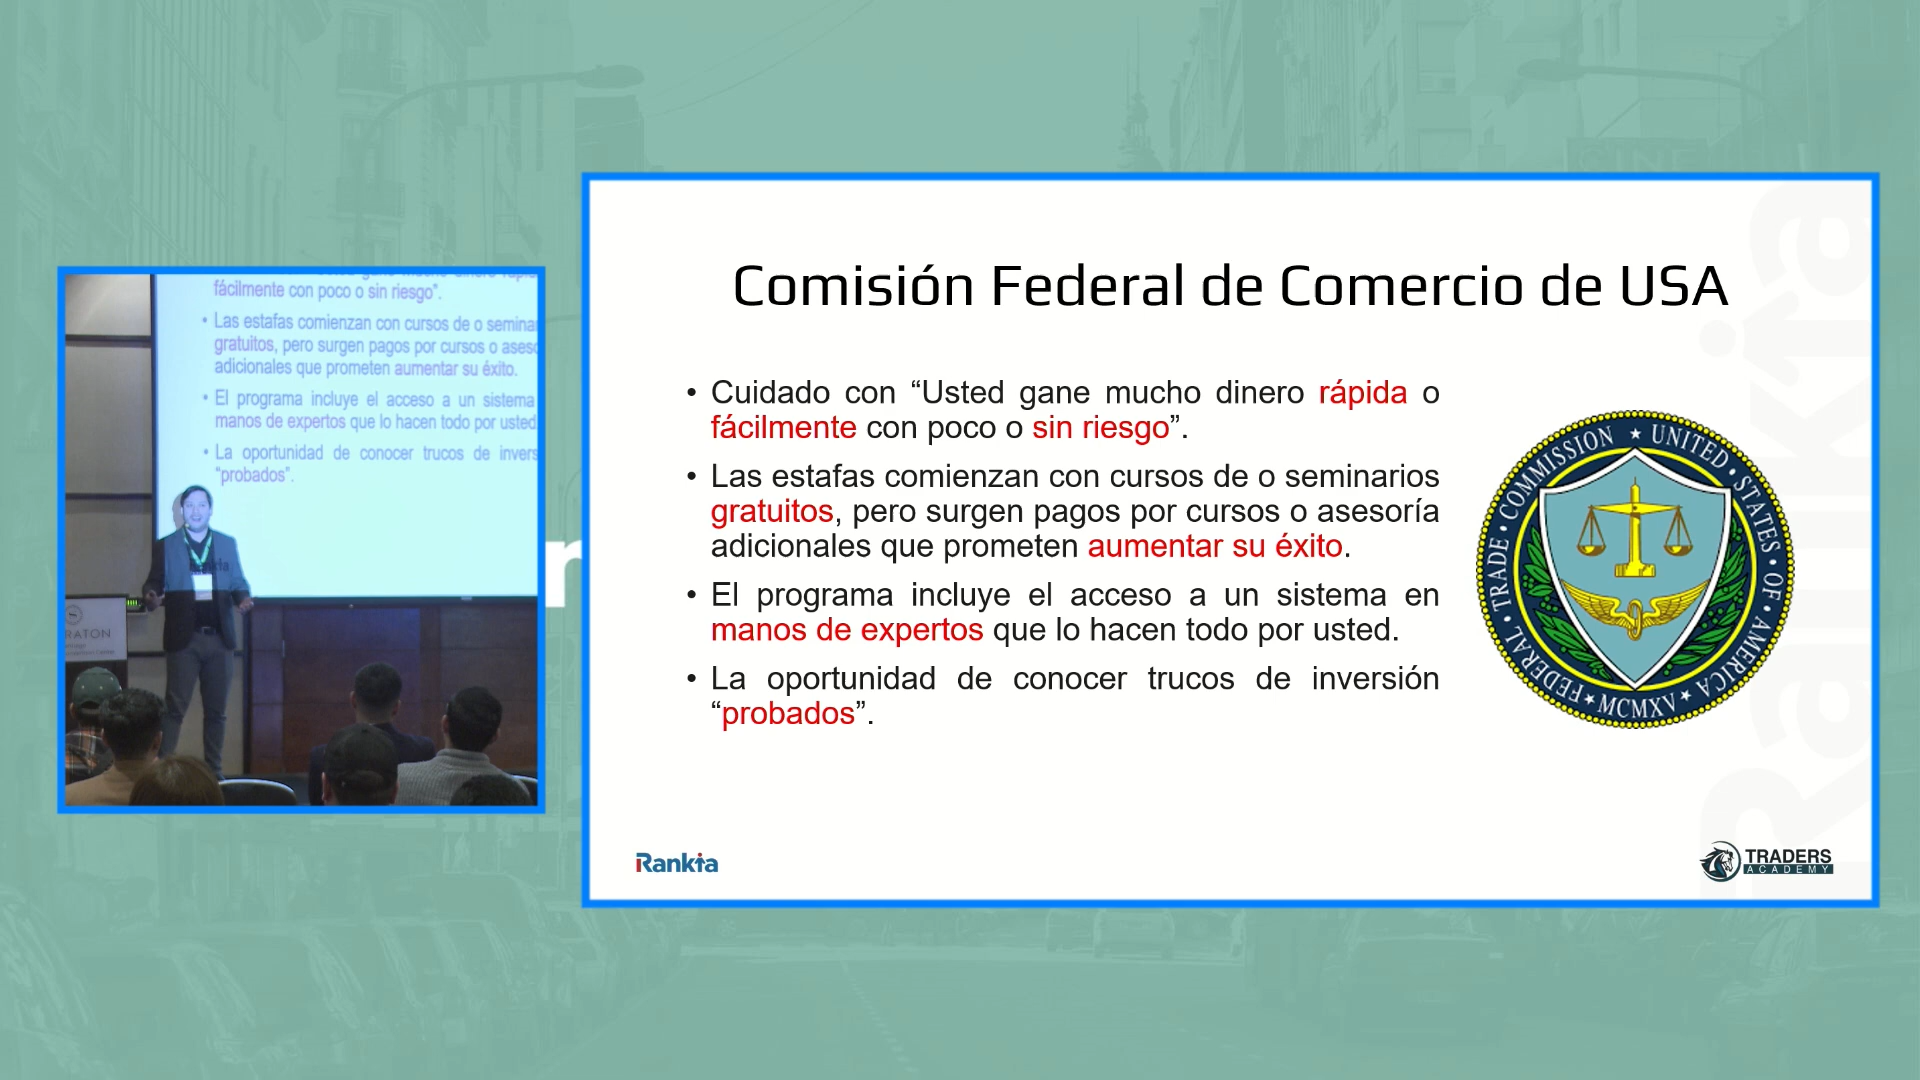 Comisión Federal de Comercio de USA
• Cuidado con “Usted gane mucho dinero rápida o
fácilmente con poco o sin riesgo”.
• Las estafas comienzan con cursos de o seminarios
gratuitos, pero surgen pagos por cursos o asesoría
adicionales que prometen aumentar su éxito.
• El programa incluye el acceso a un sistema en
manos de expertos que lo hacen todo por usted.
• La oportunidad de conocer trucos de inversión
“probados”.
FEDERAL • TRADE • COMMISSION ★ UNITED • STATES • OF • AMERICA
★ MCMXV ★
Rankia
TRADERS
ACADEMY
Rankia
fácilmente con poco o sin riesgo”.
• Las estafas comienzan con cursos de o semina
gratuitos, pero surgen pagos por cursos o aseso
adicionales que prometen aumentar su éxito.
• El programa incluye el acceso a un sistema
manos de expertos que lo hacen todo por usted
• La oportunidad de conocer trucos de invers
“probados”.
RATON
CINE